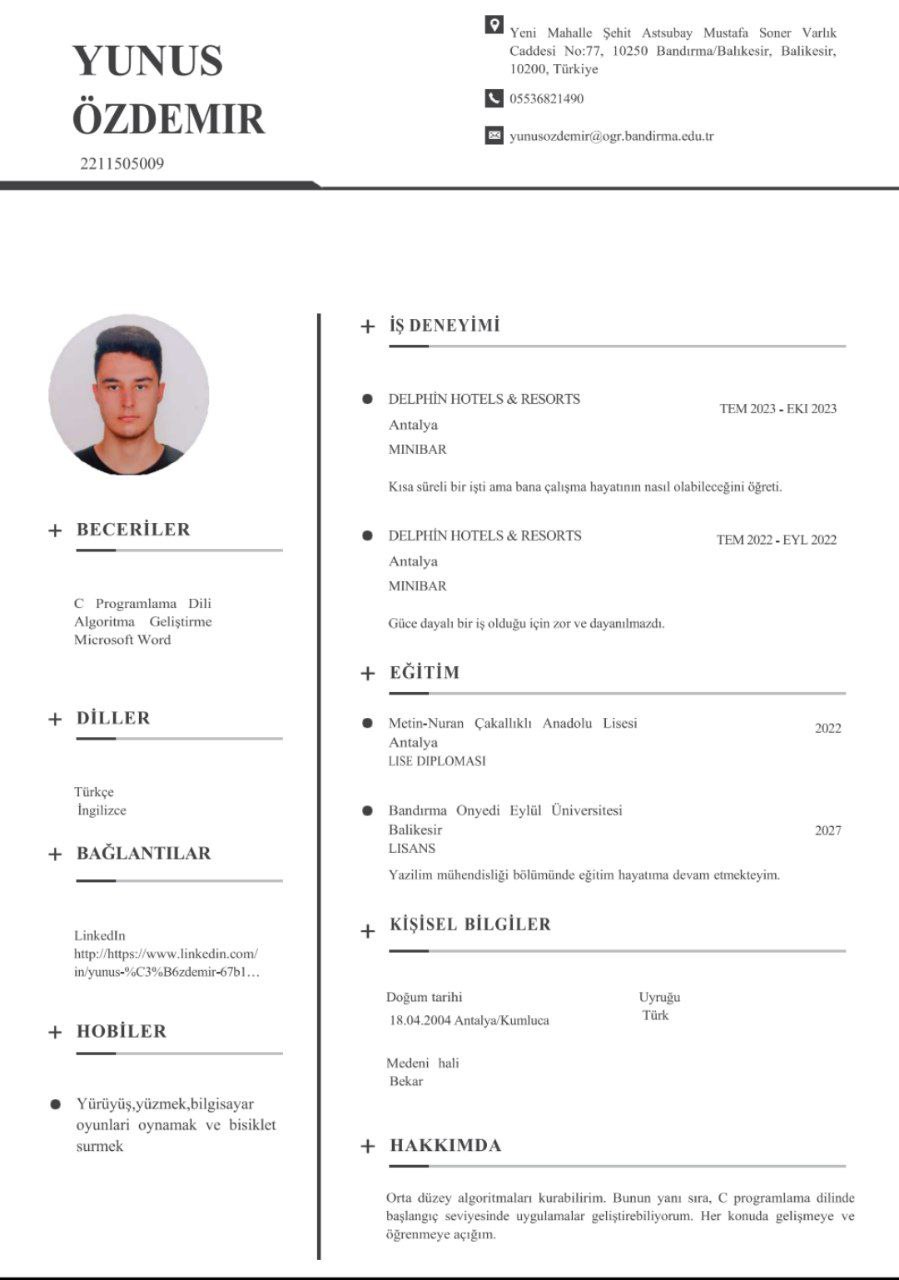 YUNUS
ÖZDEMIR
2211505009
Yeni Mahalle Şehit Astsubay Mustafa Soner Varlık
Caddesi No:77, 10250 Bandırma/Balıkesir, Balikesir,
10200, Türkiye
05536821490
yunusozdemir@ogr.bandirma.edu.tr
+ BECERİLER
C Programlama Dili
Algoritma Geliştirme
Microsoft Word
+ DİLLER
Türkçe
İngilizce
+ BAĞLANTILAR
LinkedIn
http://https://www.linkedin.com/
in/yunus-%C3%B6zdemir-67b1…
+ HOBİLER
● Yürüyüş,yüzmek,bilgisayar
oyunlari oynamak ve bisiklet
surmek
+ İŞ DENEYİMİ
● DELPHİN HOTELS & RESORTS
TEM 2023 - EKI 2023
Antalya
MINIBAR
Kısa süreli bir işti ama bana çalışma hayatının nasıl olabileceğini öğreti.
● DELPHİN HOTELS & RESORTS
TEM 2022 - EYL 2022
Antalya
MINIBAR
Güce dayalı bir iş olduğu için zor ve dayanılmazdı.
+ EĞİTİM
● Metin-Nuran Çakallıklı Anadolu Lisesi
2022
Antalya
LISE DIPLOMASI
● Bandırma Onyedi Eylül Üniversitesi
Balikesir
2027
LISANS
Yazilim mühendisliği bölümünde eğitim hayatıma devam etmekteyim.
+ KİŞİSEL BİLGİLER
Doğum tarihi
18.04.2004 Antalya/Kumluca
Uyruğu
Türk
Medeni hali
Bekar
+ HAKKIMDA
Orta düzey algoritmaları kurabilirim. Bunun yanı sıra, C programlama dilinde
başlangıç seviyesinde uygulamalar geliştirebiliyorum. Her konuda gelişmeye ve
öğrenmeye açığım.